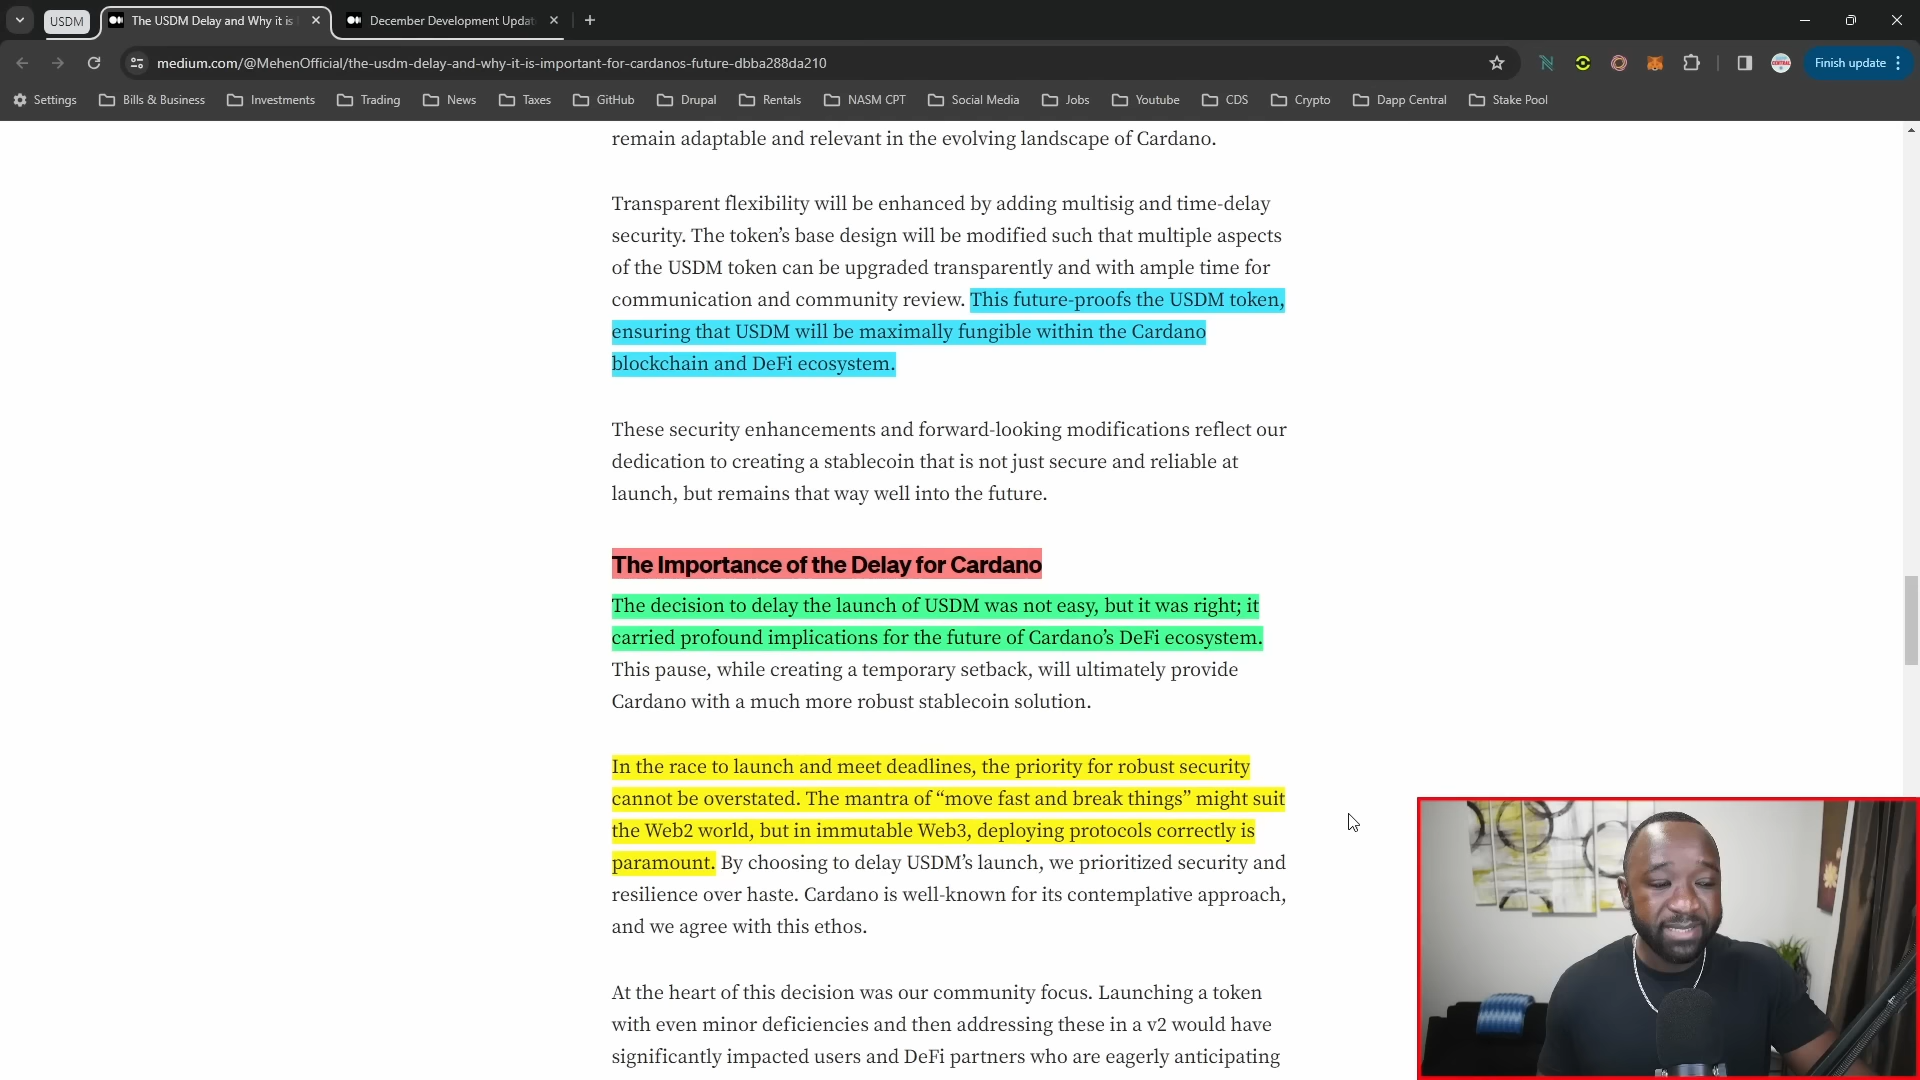 USDM
The USDM Delay and Why it is
December Development Updat
medium.com/@MehenOfficial/the-usdm-delay-and-why-it-is-important-for-cardanos-future-dbba288da210
Finish update
Settings
Bills & Business
Investments
Trading
News
Taxes
GitHub
Drupal
Rentals
NASM CPT
Social Media
Jobs
Youtube
CDS
Crypto
Dapp Central
Stake Pool
remain adaptable and relevant in the evolving landscape of Cardano.
Transparent flexibility will be enhanced by adding multisig and time-delay
security. The token’s base design will be modified such that multiple aspects
of the USDM token can be upgraded transparently and with ample time for
communication and community review. This future-proofs the USDM token,
ensuring that USDM will be maximally fungible within the Cardano
blockchain and DeFi ecosystem.
These security enhancements and forward-looking modifications reflect our
dedication to creating a stablecoin that is not just secure and reliable at
launch, but remains that way well into the future.
The Importance of the Delay for Cardano
The decision to delay the launch of USDM was not easy, but it was right; it
carried profound implications for the future of Cardano’s DeFi ecosystem.
This pause, while creating a temporary setback, will ultimately provide
Cardano with a much more robust stablecoin solution.
In the race to launch and meet deadlines, the priority for robust security
cannot be overstated. The mantra of “move fast and break things” might suit
the Web2 world, but in immutable Web3, deploying protocols correctly is
paramount. By choosing to delay USDM’s launch, we prioritized security and
resilience over haste. Cardano is well-known for its contemplative approach,
and we agree with this ethos.
At the heart of this decision was our community focus. Launching a token
with even minor deficiencies and then addressing these in a v2 would have
significantly impacted users and DeFi partners who are eagerly anticipating